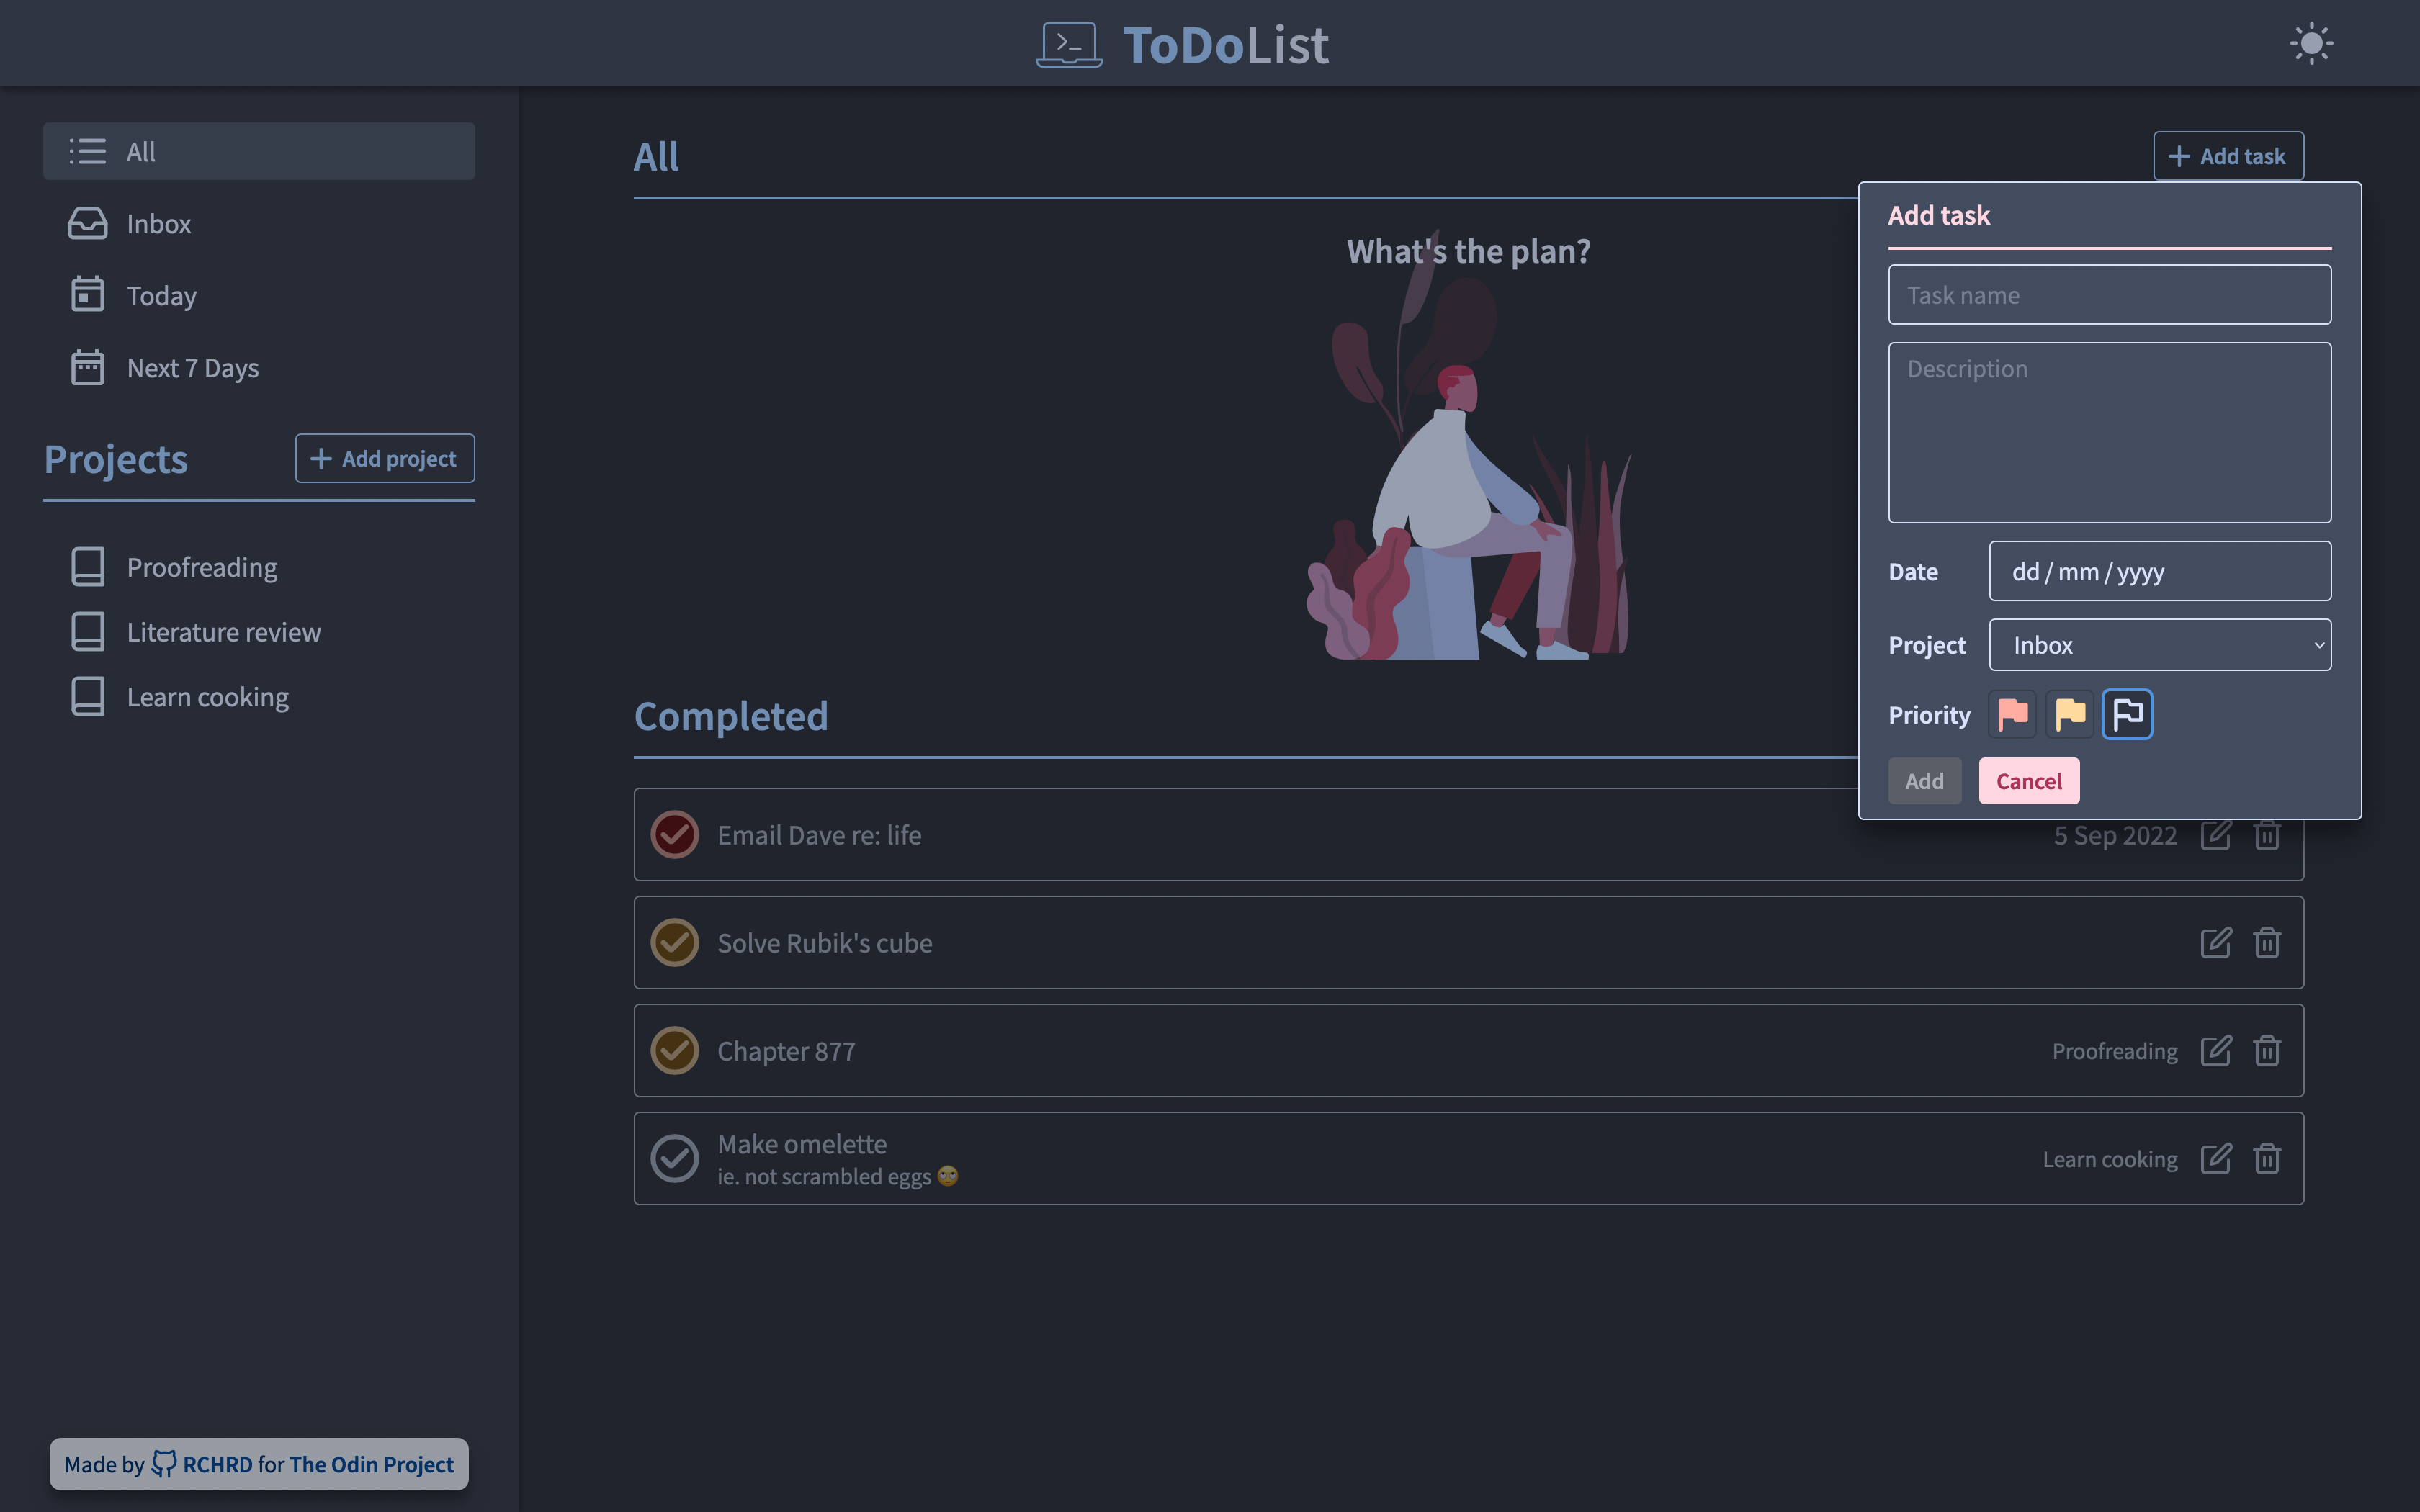 ToDoList
All
Inbox
Today
Next 7 Days
Projects
Add project
Proofreading
Literature review
Learn cooking
Made by RCHRD for The Odin Project
All
Add task
What's the plan?
Add task
Task name
Description
Date
dd / mm / yyyy
Project
Inbox
Priority
Add
Cancel
Completed
Email Dave re: life
5 Sep 2022
Solve Rubik's cube
Chapter 877
Proofreading
Make omelette
ie. not scrambled eggs 🙄
Learn cooking